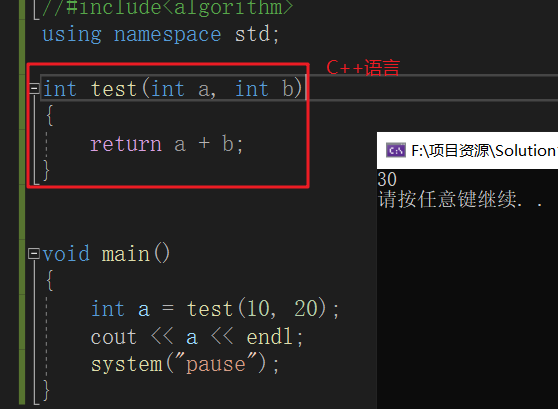 //#include<algorithm>
using namespace std;
C++语言
int test(int a, int b)
{
return a + b;
}
F:\项目资源\Solution
30
请按任意键继续. .
void main()
{
int a = test(10, 20);
cout << a << endl;
system("pause");
}